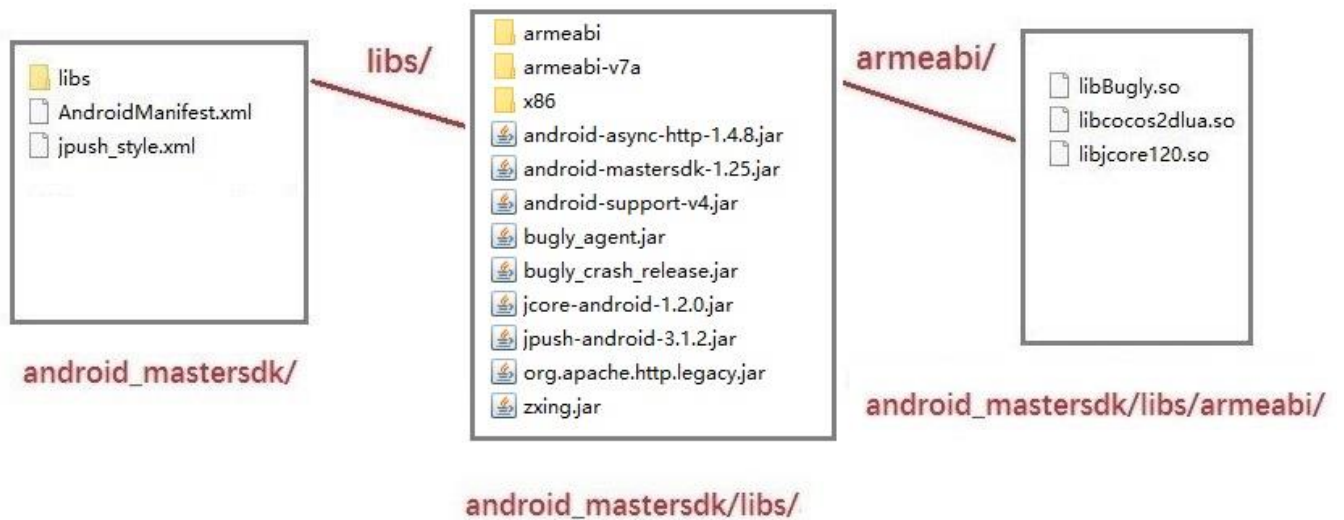 libs
AndroidManifest.xml
jpush_style.xml
android_mastersdk/
libs/
armeabi
armeabi-v7a
x86
android-async-http-1.4.8.jar
android-mastersdk-1.25.jar
android-support-v4.jar
bugly_agent.jar
bugly_crash_release.jar
jcore-android-1.2.0.jar
jpush-android-3.1.2.jar
org.apache.http.legacy.jar
zxing.jar
android_mastersdk/libs/
armeabi/
libBugly.so
libcocos2dlua.so
libjcore120.so
android_mastersdk/libs/armeabi/